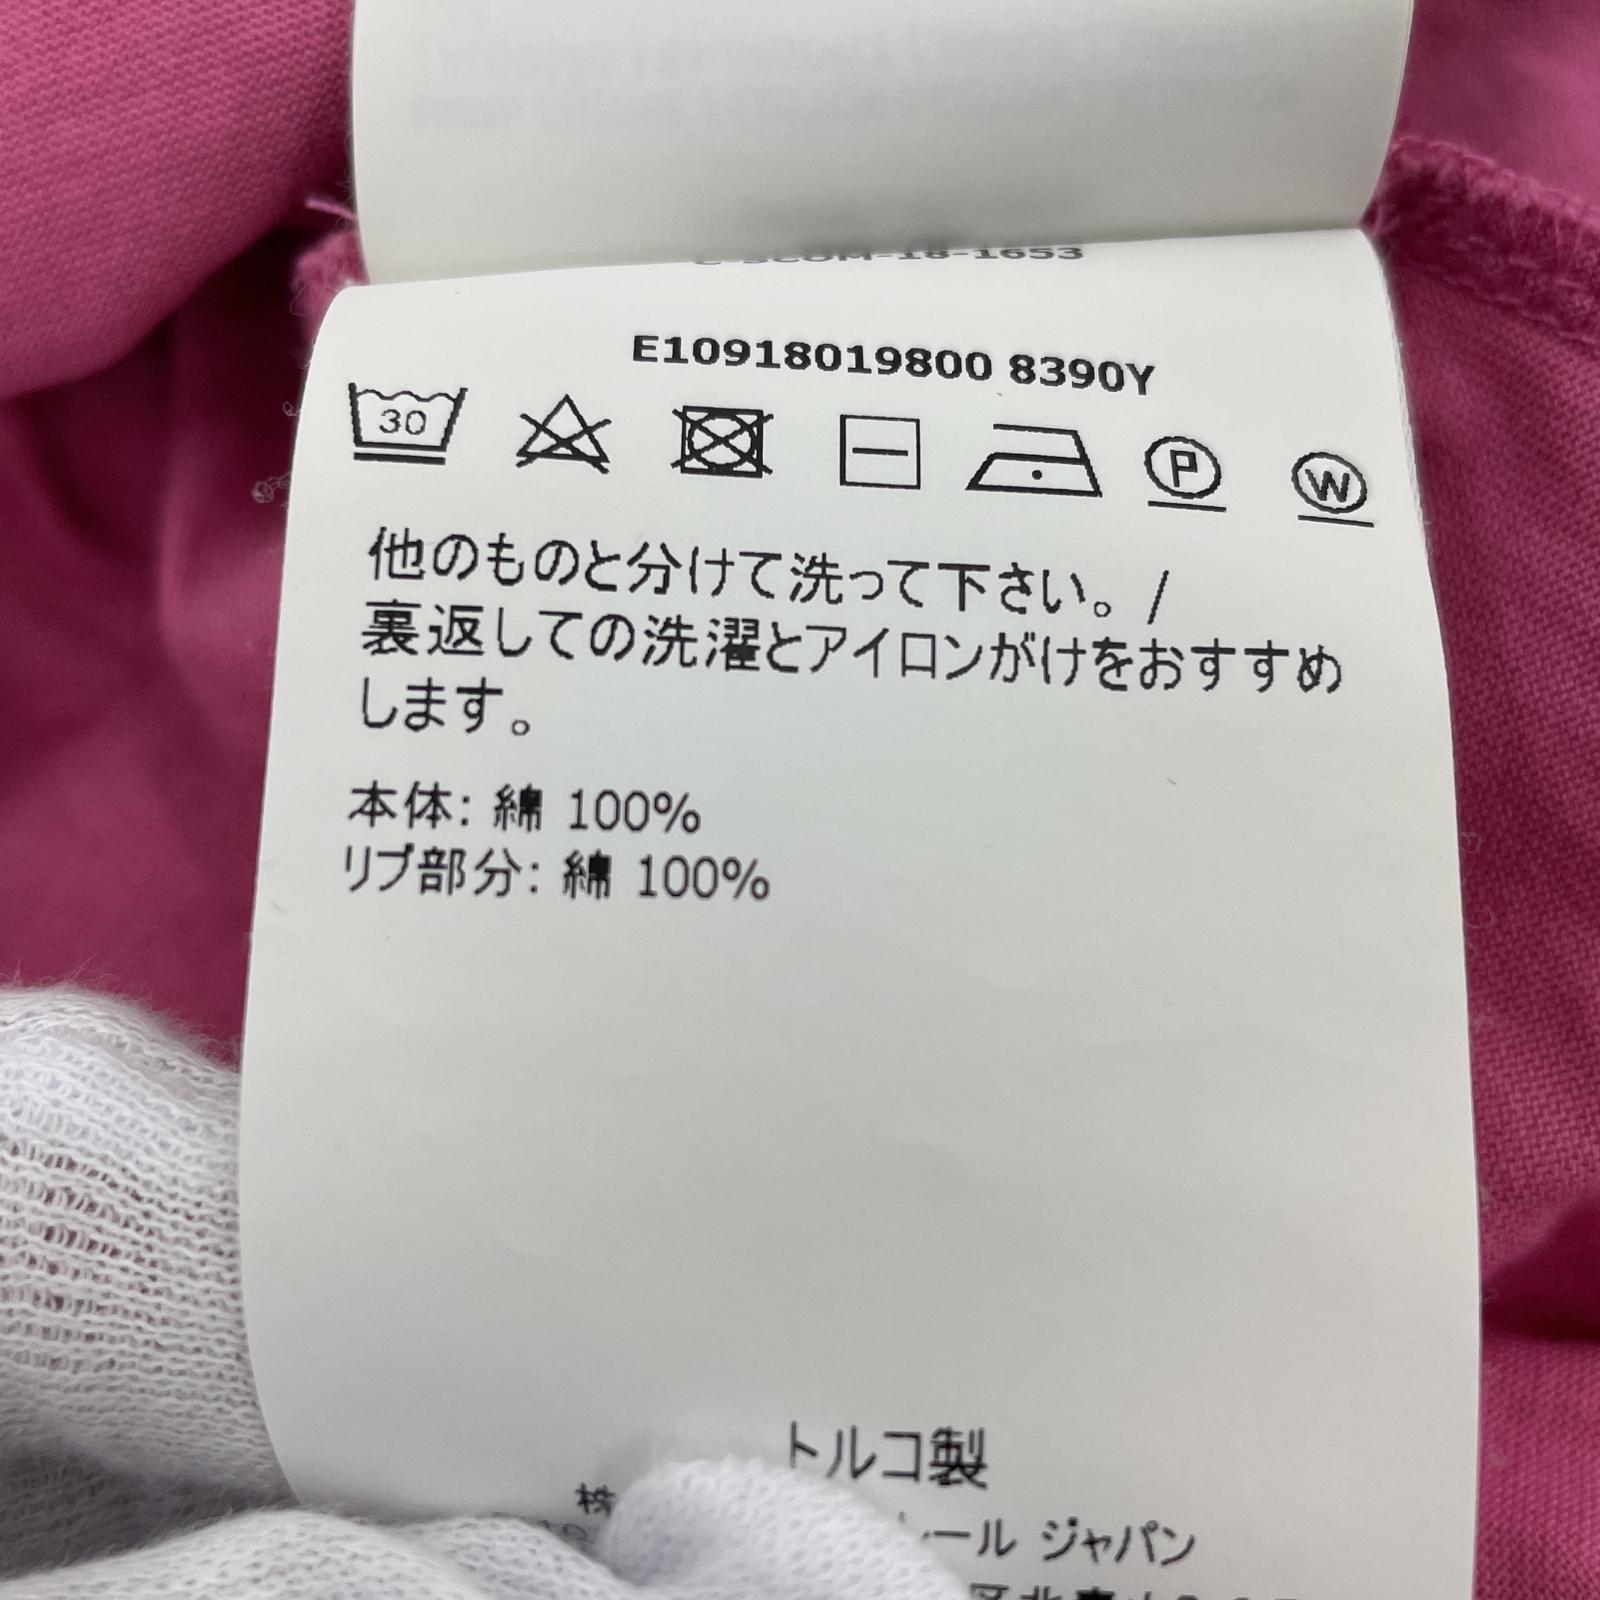 E10918019800 8390Y
30
P
W
他のものと分けて洗って下さい。/
裏返しての洗濯とアイロンがけをおすすめ
します。
本体: 綿 100%
リブ部分: 綿 100%
トルコ製
株
ール ジャパン